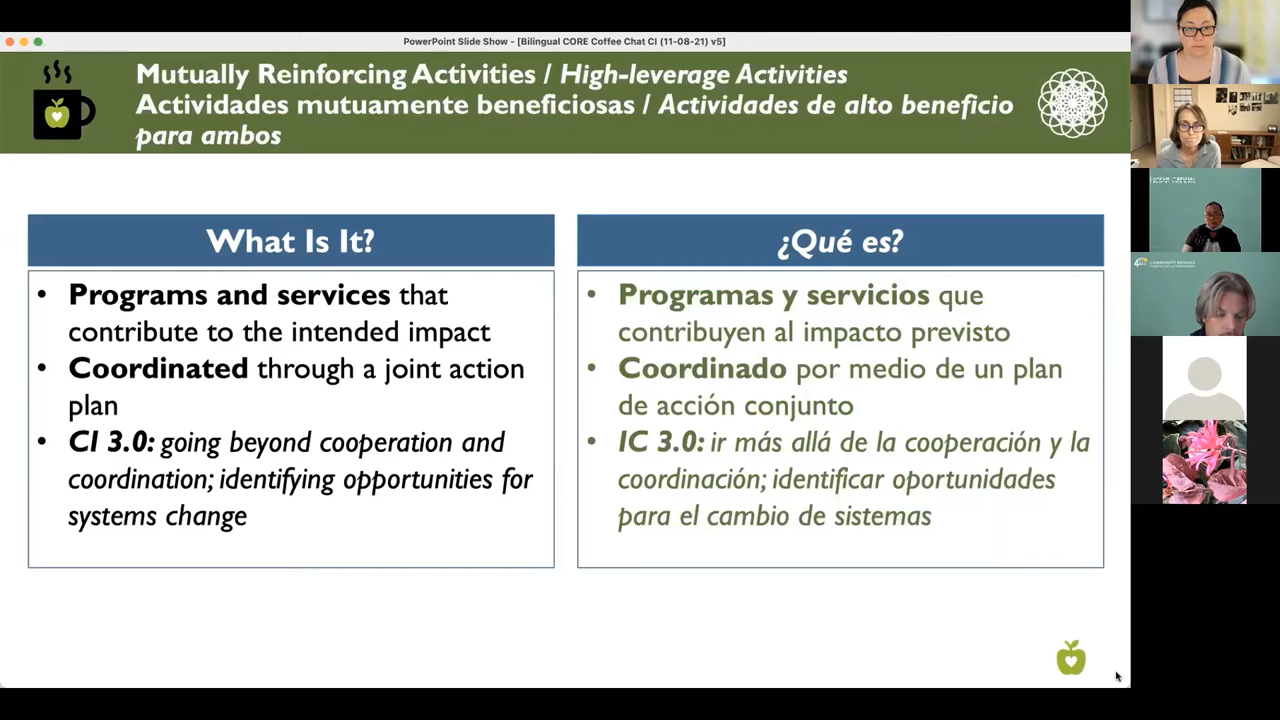 PowerPoint Slide Show - [Bilingual CORE Coffee Chat CI (11-08-21) v5]
Mutually Reinforcing Activities / High-leverage Activities
Actividades mutuamente beneficiosas / Actividades de alto beneficio
para ambos
What Is It?
• Programs and services that
contribute to the intended impact
• Coordinated through a joint action
plan
• CI 3.0: going beyond cooperation and
coordination; identifying opportunities for
systems change
¿Qué es?
• Programas y servicios que
contribuyen al impacto previsto
• Coordinado por medio de un plan
de acción conjunto
• IC 3.0: ir más allá de la cooperación y la
coordinación; identificar oportunidades
para el cambio de sistemas
COMMUNITY BRIDGES